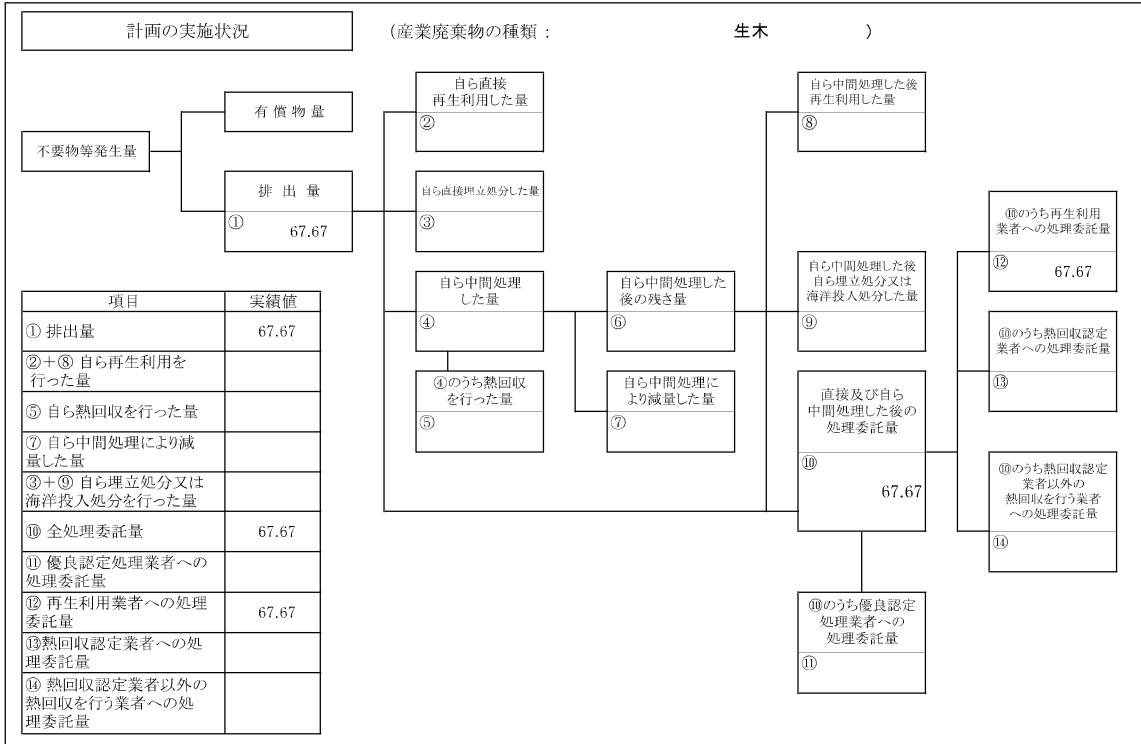 計画の実施状況
(産業廃棄物の種類： 生木 )
不要物等発生量
有償物量
排出量
①
67.67
自ら直接
再生利用した量
②
自ら直接埋立処分した量
③
自ら中間処理
した量
④
④のうち熱回収
を行った量
⑤
自ら中間処理した
後の残さ量
⑥
自ら中間処理に
より減量した量
⑦
自ら中間処理した後
再生利用した量
⑧
自ら中間処理した後
自ら埋立処分又は
海洋投入処分した量
⑨
直接及び自ら
中間処理した後の
処理委託量
⑩
67.67
⑩のうち優良認定
処理業者への
処理委託量
⑪
⑩のうち再生利用
業者への処理委託量
⑫
67.67
⑩のうち熱回収認定
業者への処理委託量
⑬
⑩のうち熱回収認定
業者以外の
熱回収を行う業者
への処理委託量
⑭
項目 実績値
① 排出量 67.67
②+⑧ 自ら再生利用を
行った量
⑤ 自ら熱回収を行った量
⑦ 自ら中間処理により減
量した量
③+⑨ 自ら埋立処分又は
海洋投入処分を行った量
⑩ 全処理委託量 67.67
⑪ 優良認定処理業者への
処理委託量
⑫ 再生利用業者への処理
委託量 67.67
⑬熱回収認定業者への処
理委託量
⑭ 熱回収認定業者以外の
熱回収を行う業者への処
理委託量